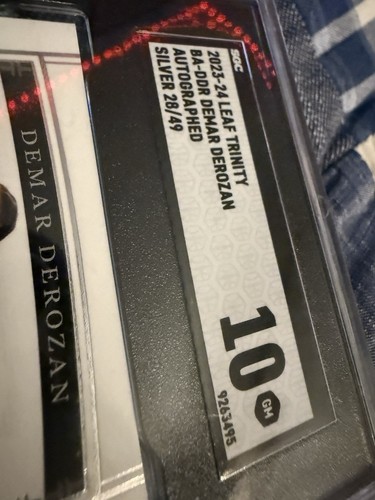 SGC
2023-24 LEAF TRINITY
BA-DDR DEMAR DEROZAN
AUTOGRAPHED
SILVER 28/49
10
GM
9263495
DEMAR DEROZAN